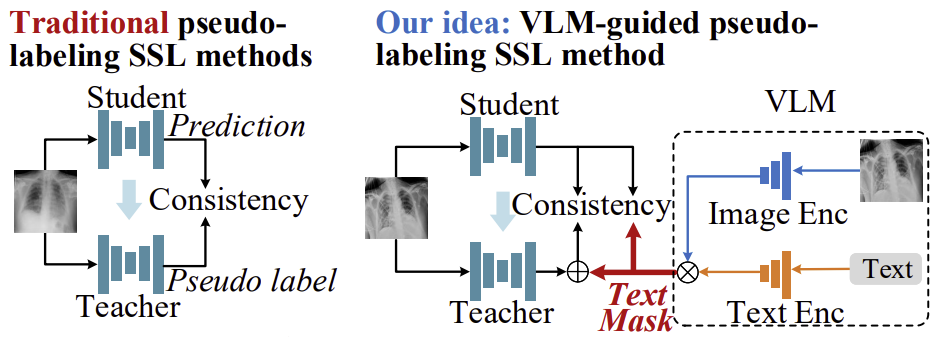 Traditional pseudo-
labeling SSL methods
Student
Prediction
Consistency
Pseudo label
Teacher
Our idea: VLM-guided pseudo-
labeling SSL method
Student
Consistency
Teacher
Text
Mask
VLM
Image Enc
Text
Text Enc